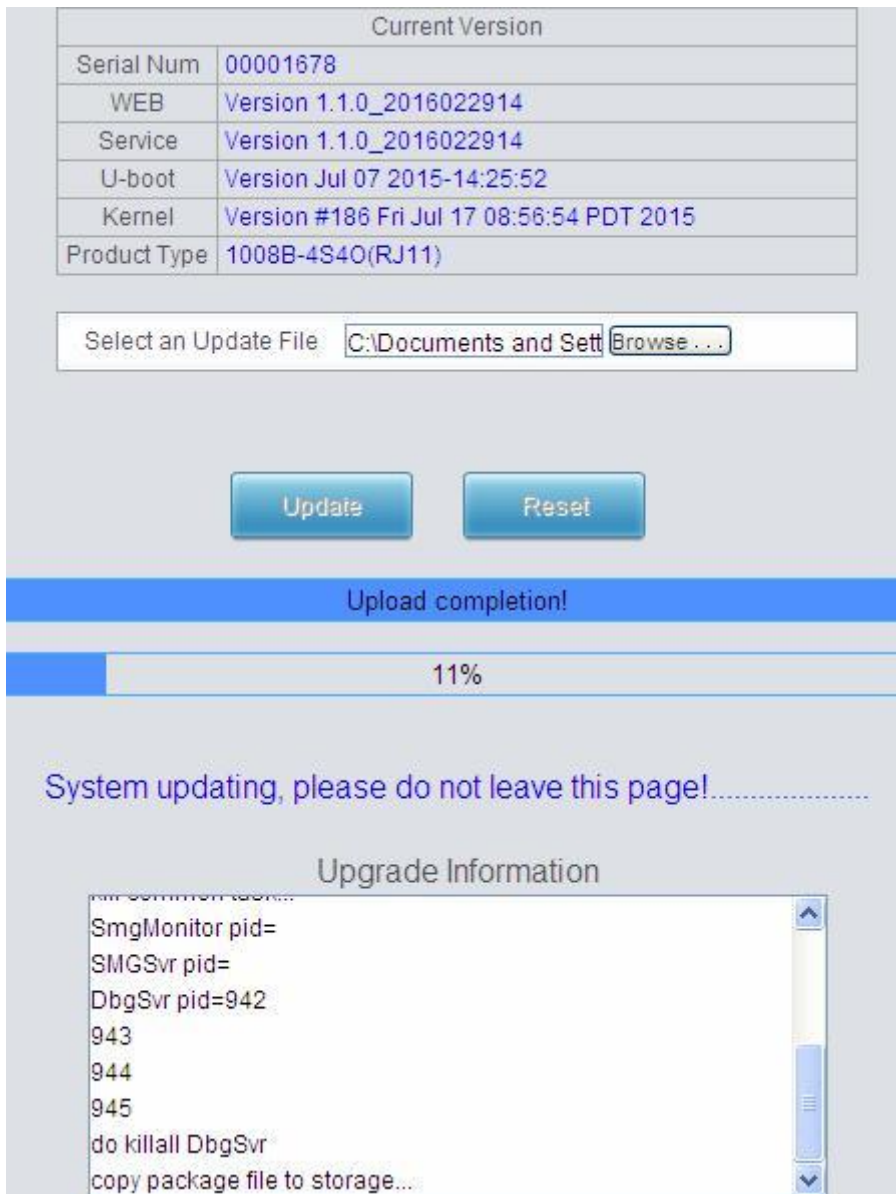 Current Version
Serial Num 00001678
WEB Version 1.1.0_2016022914
Service Version 1.1.0_2016022914
U-boot Version Jul 07 2015-14:25:52
Kernel Version #186 Fri Jul 17 08:56:54 PDT 2015
Product Type 1008B-4S4O(RJ11)
Select an Update File C:\Documents and Sett Browse...
Update Reset
Upload completion!
11%
System updating, please do not leave this page!....................
Upgrade Information
kill common task...
SmgMonitor pid=
SMGSvr pid=
DbgSvr pid=942
943
944
945
do killall DbgSvr
copy package file to storage...